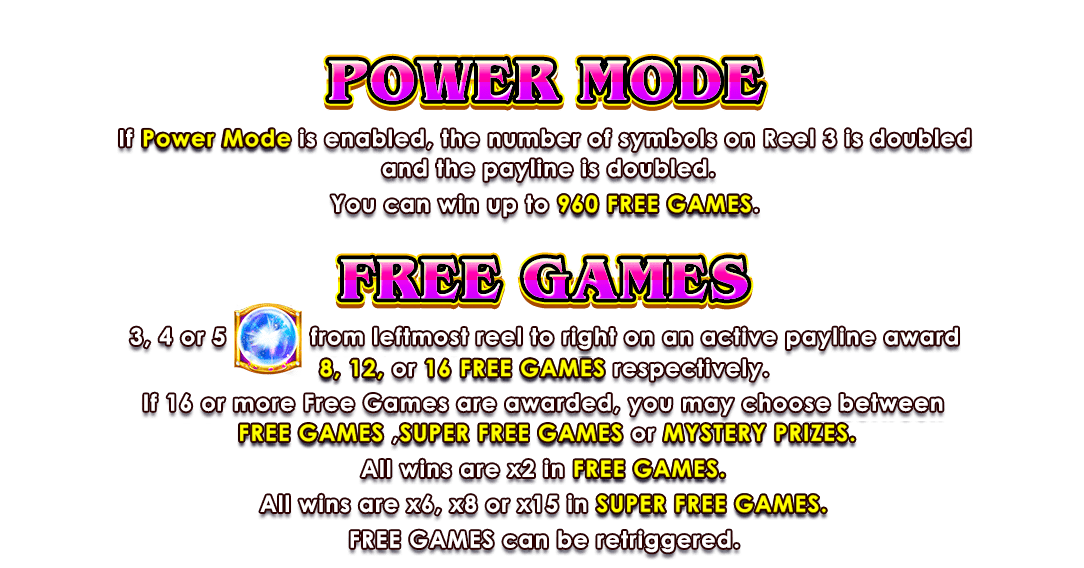 POWER MODE
If Power Mode is enabled, the number of symbols on Reel 3 is doubled
and the payline is doubled.
You can win up to 960 FREE GAMES.
FREE GAMES
3, 4 or 5 from leftmost reel to right on an active payline award
8, 12, or 16 FREE GAMES respectively.
If 16 or more Free Games are awarded, you may choose between
FREE GAMES ,SUPER FREE GAMES or MYSTERY PRIZES.
All wins are x2 in FREE GAMES.
All wins are x6, x8 or x15 in SUPER FREE GAMES.
FREE GAMES can be retriggered.